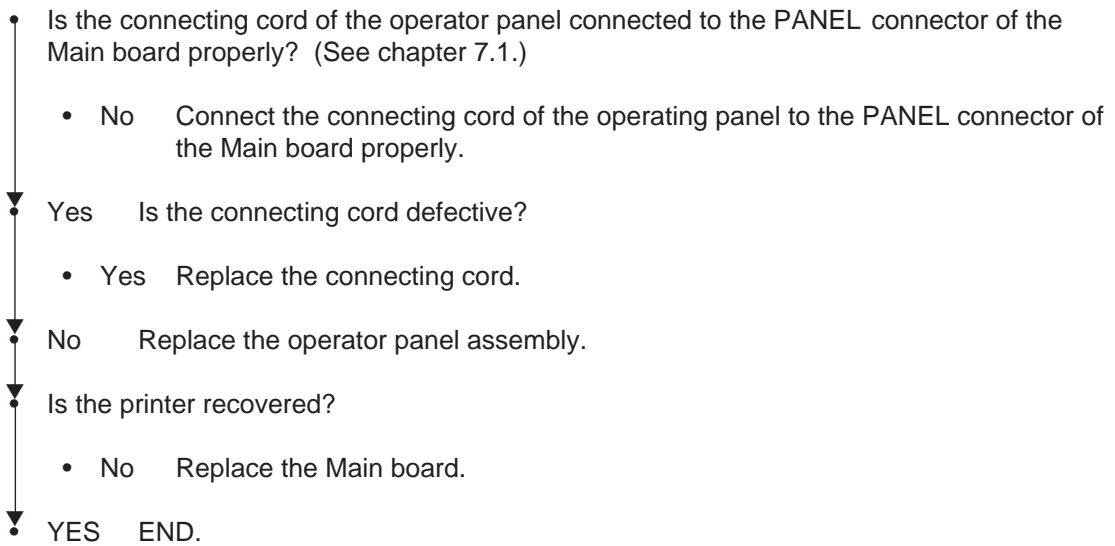 Is the connecting cord of the operator panel connected to the PANEL connector of the
Main board properly? (See chapter 7.1.)
• No Connect the connecting cord of the operating panel to the PANEL connector of
the Main board properly.
Yes Is the connecting cord defective?
• Yes Replace the connecting cord.
No Replace the operator panel assembly.
Is the printer recovered?
• No Replace the Main board.
YES END.